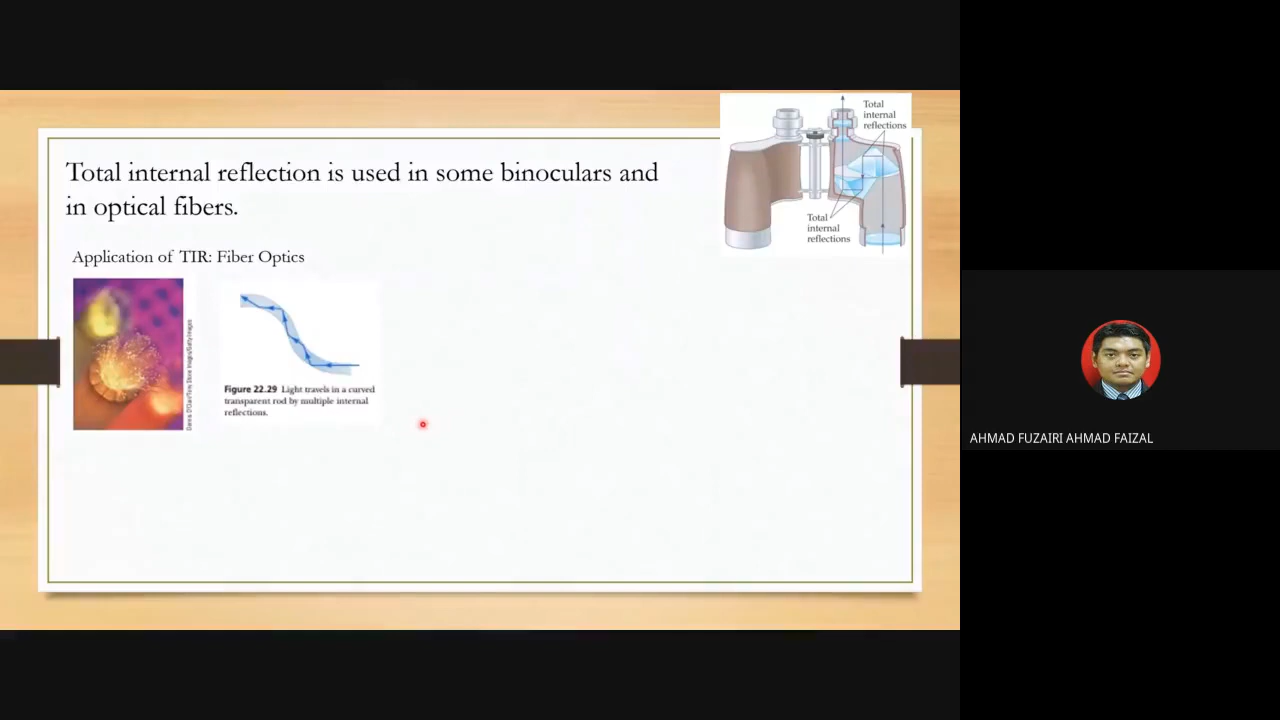 Total internal reflection is used in some binoculars and
in optical fibers.
Total
internal
reflections
Total
internal
reflections
Application of TIR: Fiber Optics
Figure 22.29 Light travels in a curved
transparent rod by multiple internal
reflections.
AHMAD FUZAIRI AHMAD FAIZAL